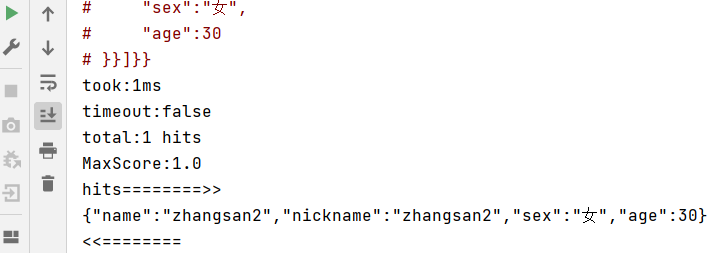 #     "sex":"女",
#     "age":30
# }}]}}
took:1ms
timeout:false
total:1 hits
MaxScore:1.0
hits========>>
{"name":"zhangsan2","nickname":"zhangsan2","sex":"女","age":30}
<<========